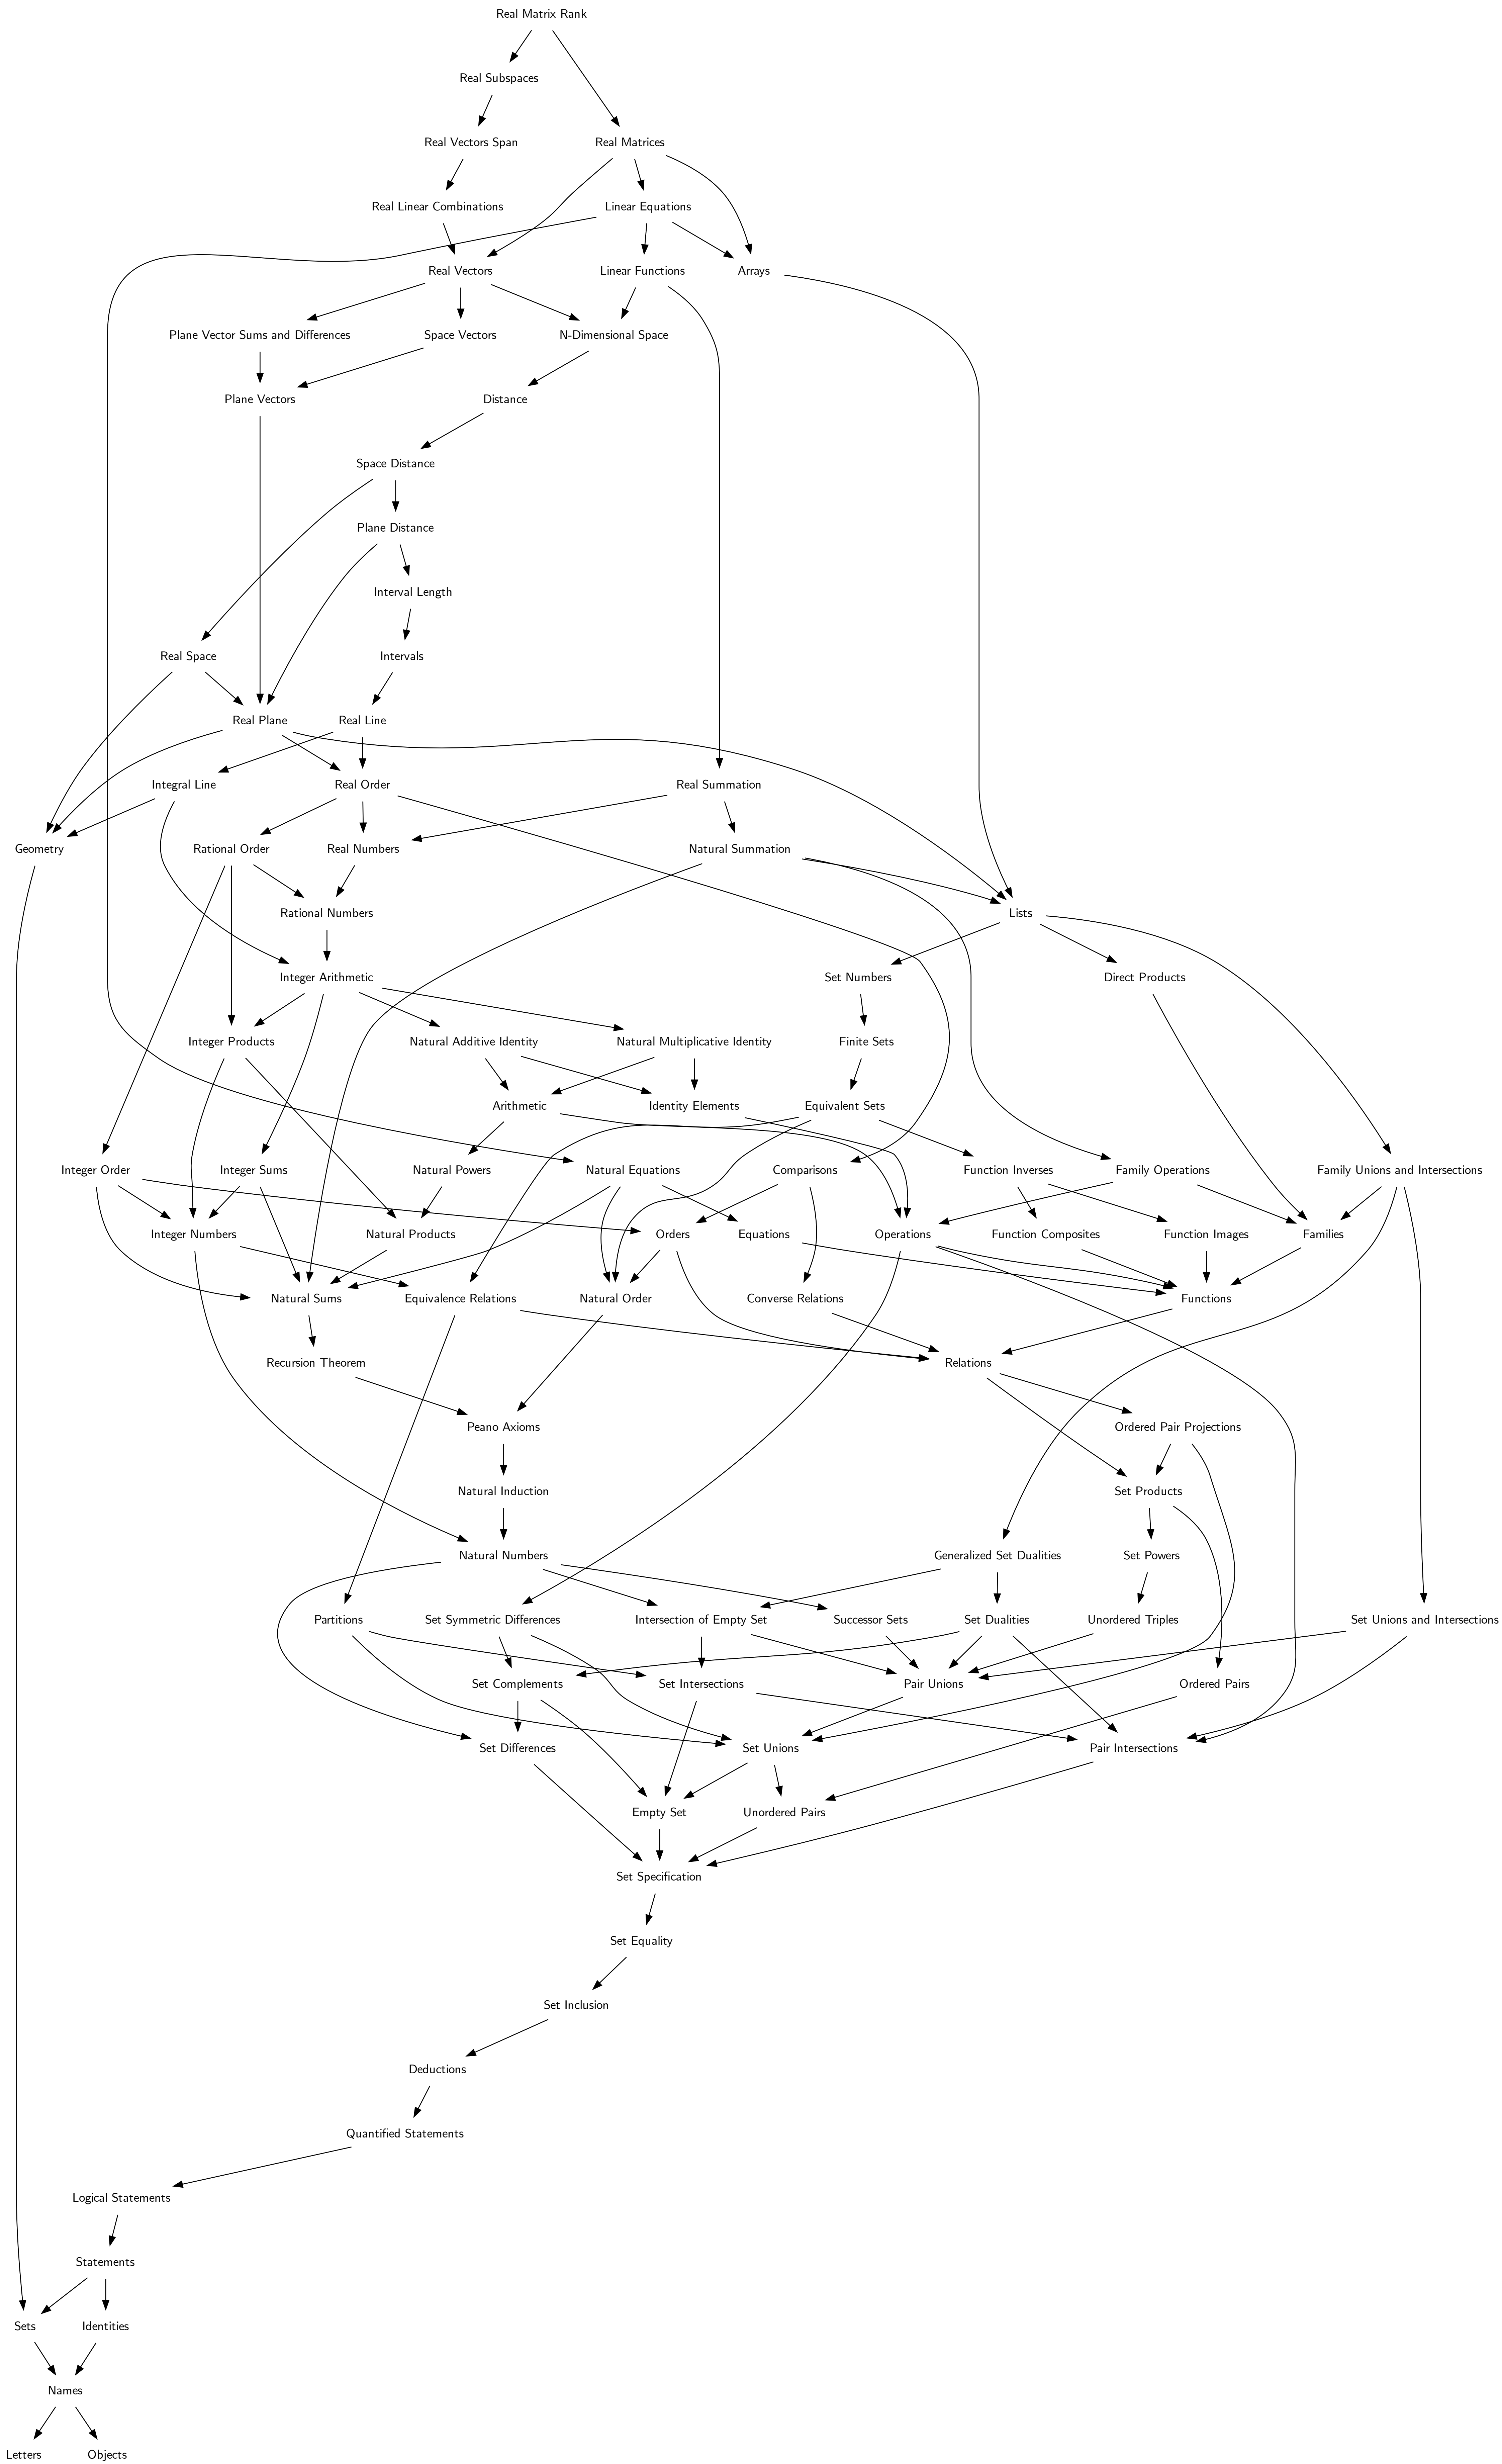 Real Matrix Rank
Real Subspaces
Real Vectors Span
Real Matrices
Real Linear Combinations
Linear Equations
Real Vectors
Linear Functions
Arrays
Plane Vector Sums and Differences
Space Vectors
N-Dimensional Space
Plane Vectors
Distance
Space Distance
Plane Distance
Interval Length
Real Space
Intervals
Real Plane
Real Line
Integral Line
Real Order
Real Summation
Geometry
Rational Order
Real Numbers
Natural Summation
Rational Numbers
Lists
Integer Arithmetic
Set Numbers
Direct Products
Integer Products
Natural Additive Identity
Natural Multiplicative Identity
Finite Sets
Arithmetic
Identity Elements
Equivalent Sets
Integer Order
Integer Sums
Natural Powers
Natural Equations
Comparisons
Function Inverses
Family Operations
Family Unions and Intersections
Integer Numbers
Natural Products
Orders
Equations
Operations
Function Composites
Function Images
Families
Natural Sums
Equivalence Relations
Natural Order
Converse Relations
Functions
Recursion Theorem
Relations
Peano Axioms
Ordered Pair Projections
Natural Induction
Set Products
Natural Numbers
Generalized Set Dualities
Set Powers
Partitions
Set Symmetric Differences
Intersection of Empty Set
Successor Sets
Set Dualities
Unordered Triples
Set Unions and Intersections
Set Complements
Set Intersections
Pair Unions
Ordered Pairs
Set Differences
Set Unions
Pair Intersections
Empty Set
Unordered Pairs
Set Specification
Set Equality
Set Inclusion
Deductions
Quantified Statements
Logical Statements
Statements
Sets
Identities
Names
Letters
Objects